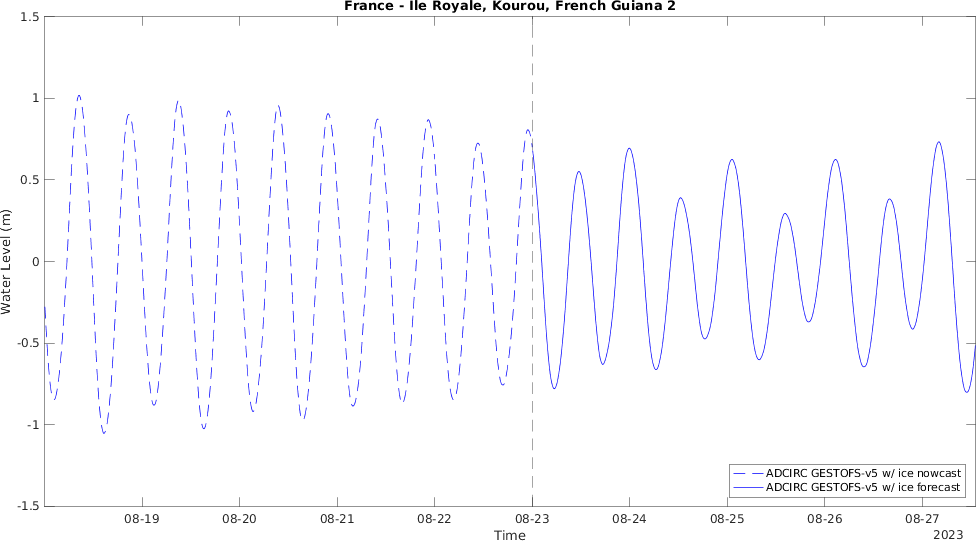 France - Ile Royale, Kourou, French Guiana 2
1.5
1
0.5
0
-0.5
-1
-1.5
Water Level (m)
ADCIRC GESTOFS-v5 w/ ice nowcast
ADCIRC GESTOFS-v5 w/ ice forecast
08-19 08-20 08-21 08-22 08-23 08-24 08-25 08-26 08-27
Time
2023